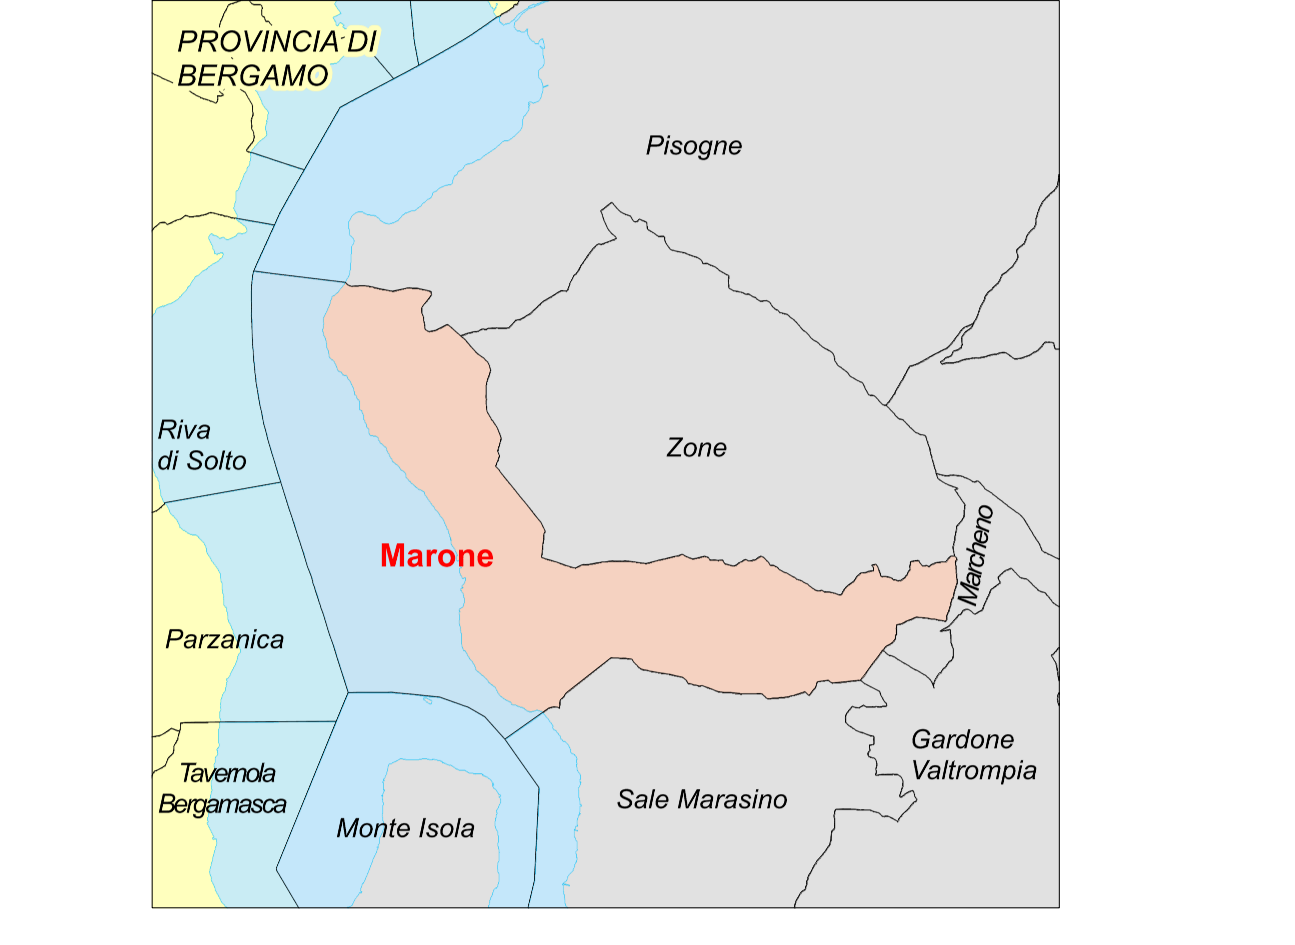 PROVINCIA DI
BERGAMO
Pisogne
Riva
di Solto
Zone
Marcheno
Marone
Parzanica
Gardone
Valtrompia
Tavernola
Bergamasca
Sale Marasino
Monte Isola